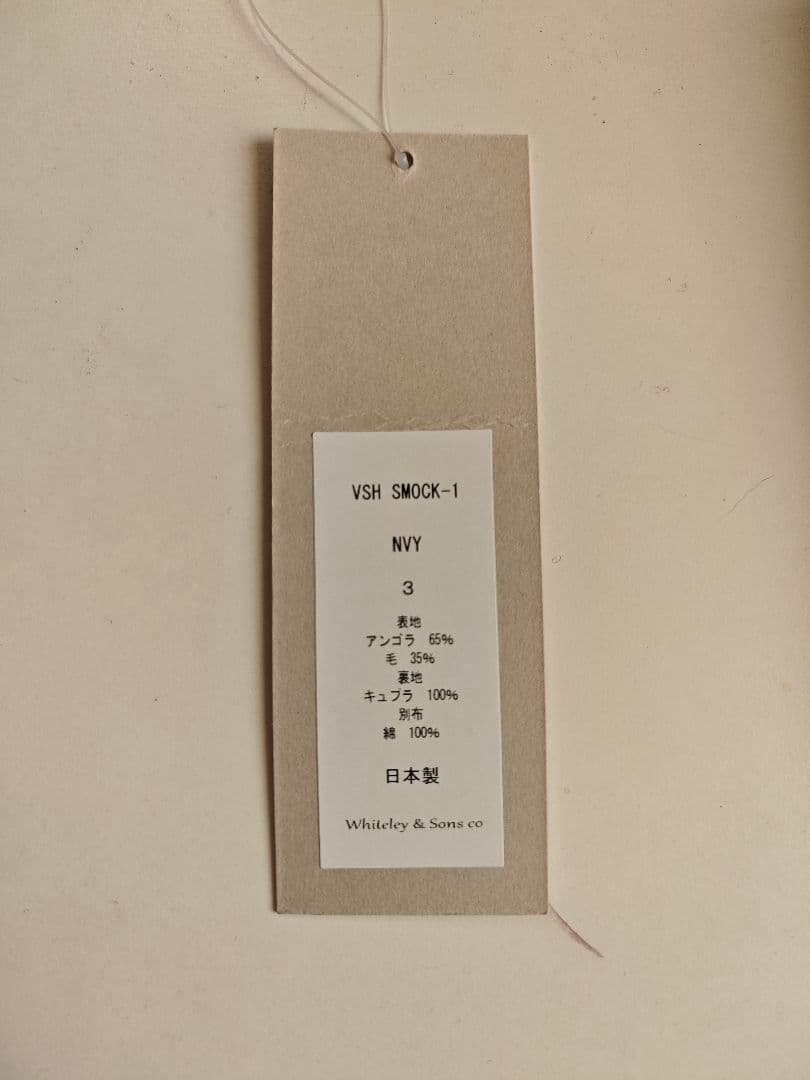 VSH SMOCK-1
NVY
3
表地
アンゴラ 65%
毛 35%
裏地
キュプラ 100%
別布
綿 100%
日本製
Whiteley & Sons co